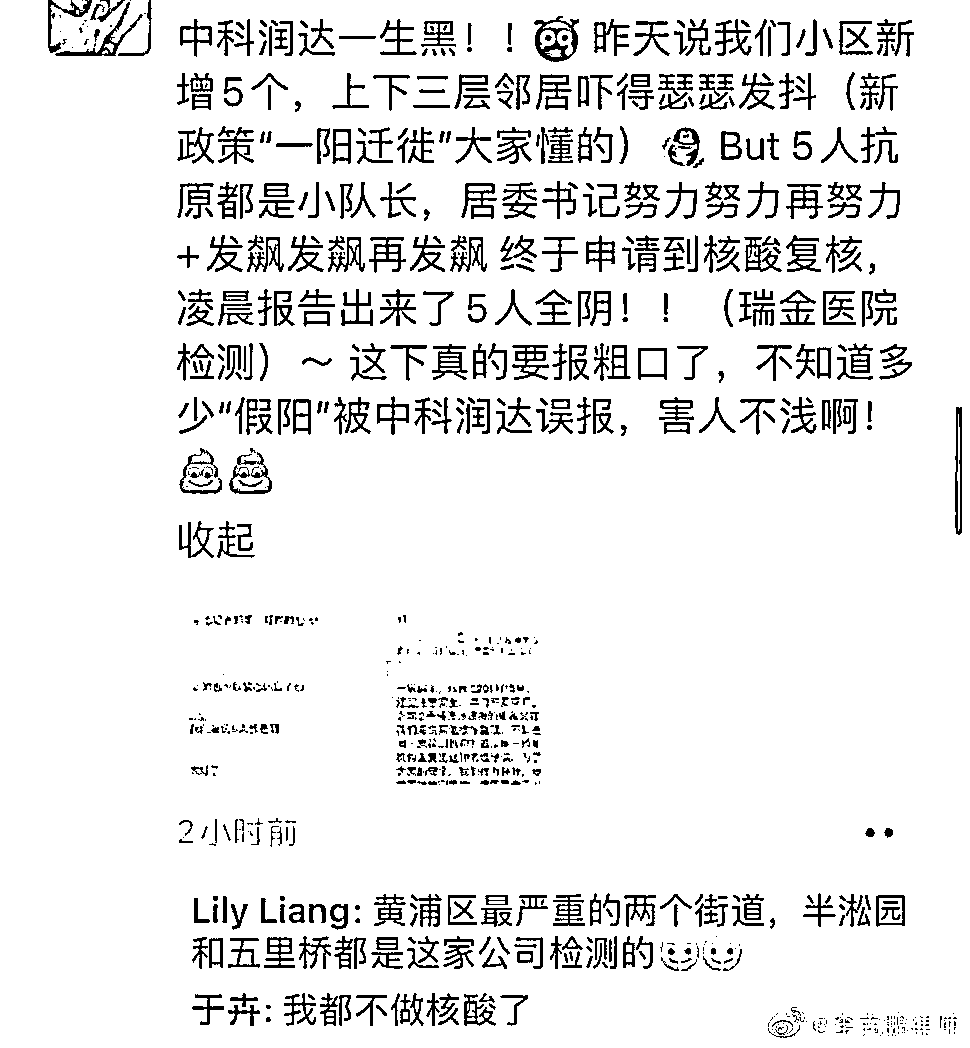 中科润达一生黑！！ 昨天说我们小区新
增5个，上下三层邻居吓得瑟瑟发抖（新
政策“一阳迁徙”大家懂的） But 5人抗
原都是小队长，居委书记努力努力再努力
+发飙发飙再发飙 终于申请到核酸复核，
凌晨报告出来了5人全阴！！（瑞金医院
检测）～ 这下真的要报粗口了，不知道多
少“假阳”被中科润达误报，害人不浅啊！
收起
2小时前
Lily Liang: 黄浦区最严重的两个街道，半淞园
和五里桥都是这家公司检测的
于卉: 我都不做核酸了